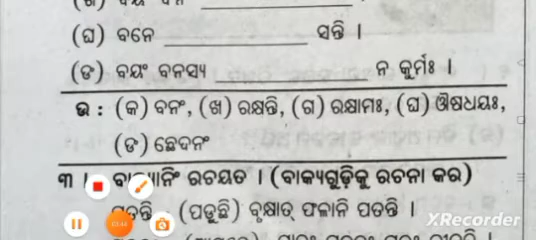 (ଘ) ବନେ ____________ ସନ୍ତି ।
(ଙ) ବୟଂ ବନସ୍ୟ ____________ ନ କୁର୍ମଃ ।
ଉ : (କ) ବନଂ, (ଖ) ରକ୍ଷନ୍ତି, (ଗ) ରକ୍ଷାମଃ, (ଘ) ଔଷଧୟଃ,
(ଙ) ଛେଦନଂ
୩ । ରଚୟତ । (ବାକ୍ୟଗୁଡ଼ିକୁ ରଚନା କର)
(ପଡୁଛି) ବୃକ୍ଷାତ୍ ଫଳାନି ପତନ୍ତି ।
XRecorder